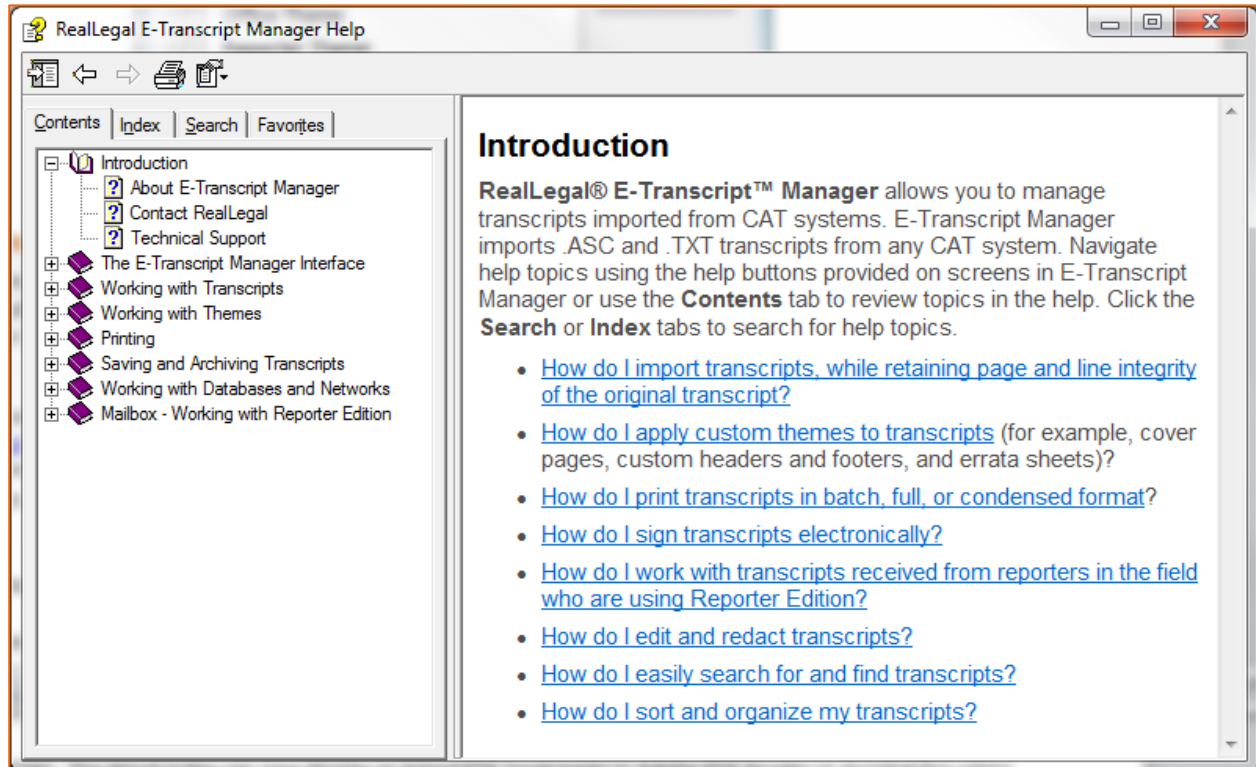 RealLegal E-Transcript Manager Help
Contents Index Search Favorites
Introduction
About E-Transcript Manager
Contact RealLegal
Technical Support
The E-Transcript Manager Interface
Working with Transcripts
Working with Themes
Printing
Saving and Archiving Transcripts
Working with Databases and Networks
Mailbox - Working with Reporter Edition
Introduction
RealLegal® E-Transcript™ Manager allows you to manage
transcripts imported from CAT systems. E-Transcript Manager
imports .ASC and .TXT transcripts from any CAT system. Navigate
help topics using the help buttons provided on screens in E-Transcript
Manager or use the Contents tab to review topics in the help. Click the
Search or Index tabs to search for help topics.
• How do I import transcripts, while retaining page and line integrity
of the original transcript?
• How do I apply custom themes to transcripts (for example, cover
pages, custom headers and footers, and errata sheets)?
• How do I print transcripts in batch, full, or condensed format?
• How do I sign transcripts electronically?
• How do I work with transcripts received from reporters in the field
who are using Reporter Edition?
• How do I edit and redact transcripts?
• How do I easily search for and find transcripts?
• How do I sort and organize my transcripts?